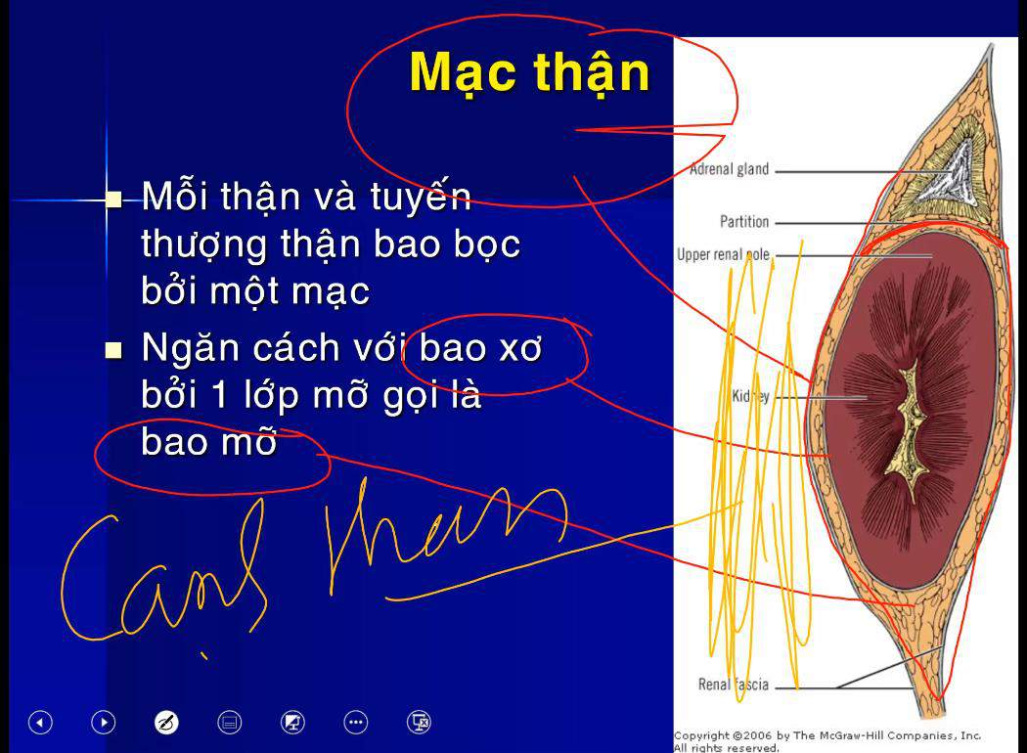 Mạc thận
Mỗi thận và tuyến
thượng thận bao bọc
bởi một mạc
Ngăn cách với bao xơ
bởi 1 lớp mỡ gọi là
bao mỡ
Cạnh than
Adrenal gland
Partition
Upper renal pole
Kidney
Renal fascia
Copyright ©2006 by The McGraw-Hill Companies, Inc.
All rights reserved.